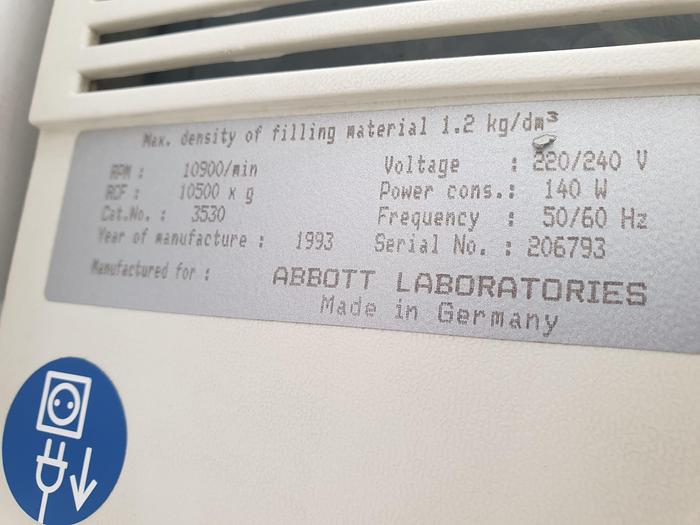 Max. density of filling material 1.2 kg/dm³
RPM : 10900/min Voltage : 220/240 V
RCF : 10500 x g Power cons.: 140 W
Cat.No. : 3530 Frequency : 50/60 Hz
Year of manufacture : 1993 Serial No. : 206793
Manufactured for : ABBOTT LABORATORIES
Made in Germany